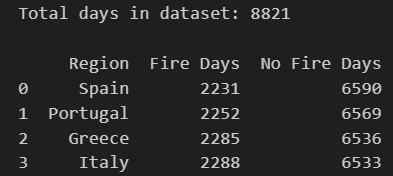 Total days in dataset: 8821
Region Fire Days No Fire Days
0 Spain 2231 6590
1 Portugal 2252 6569
2 Greece 2285 6536
3 Italy 2288 6533